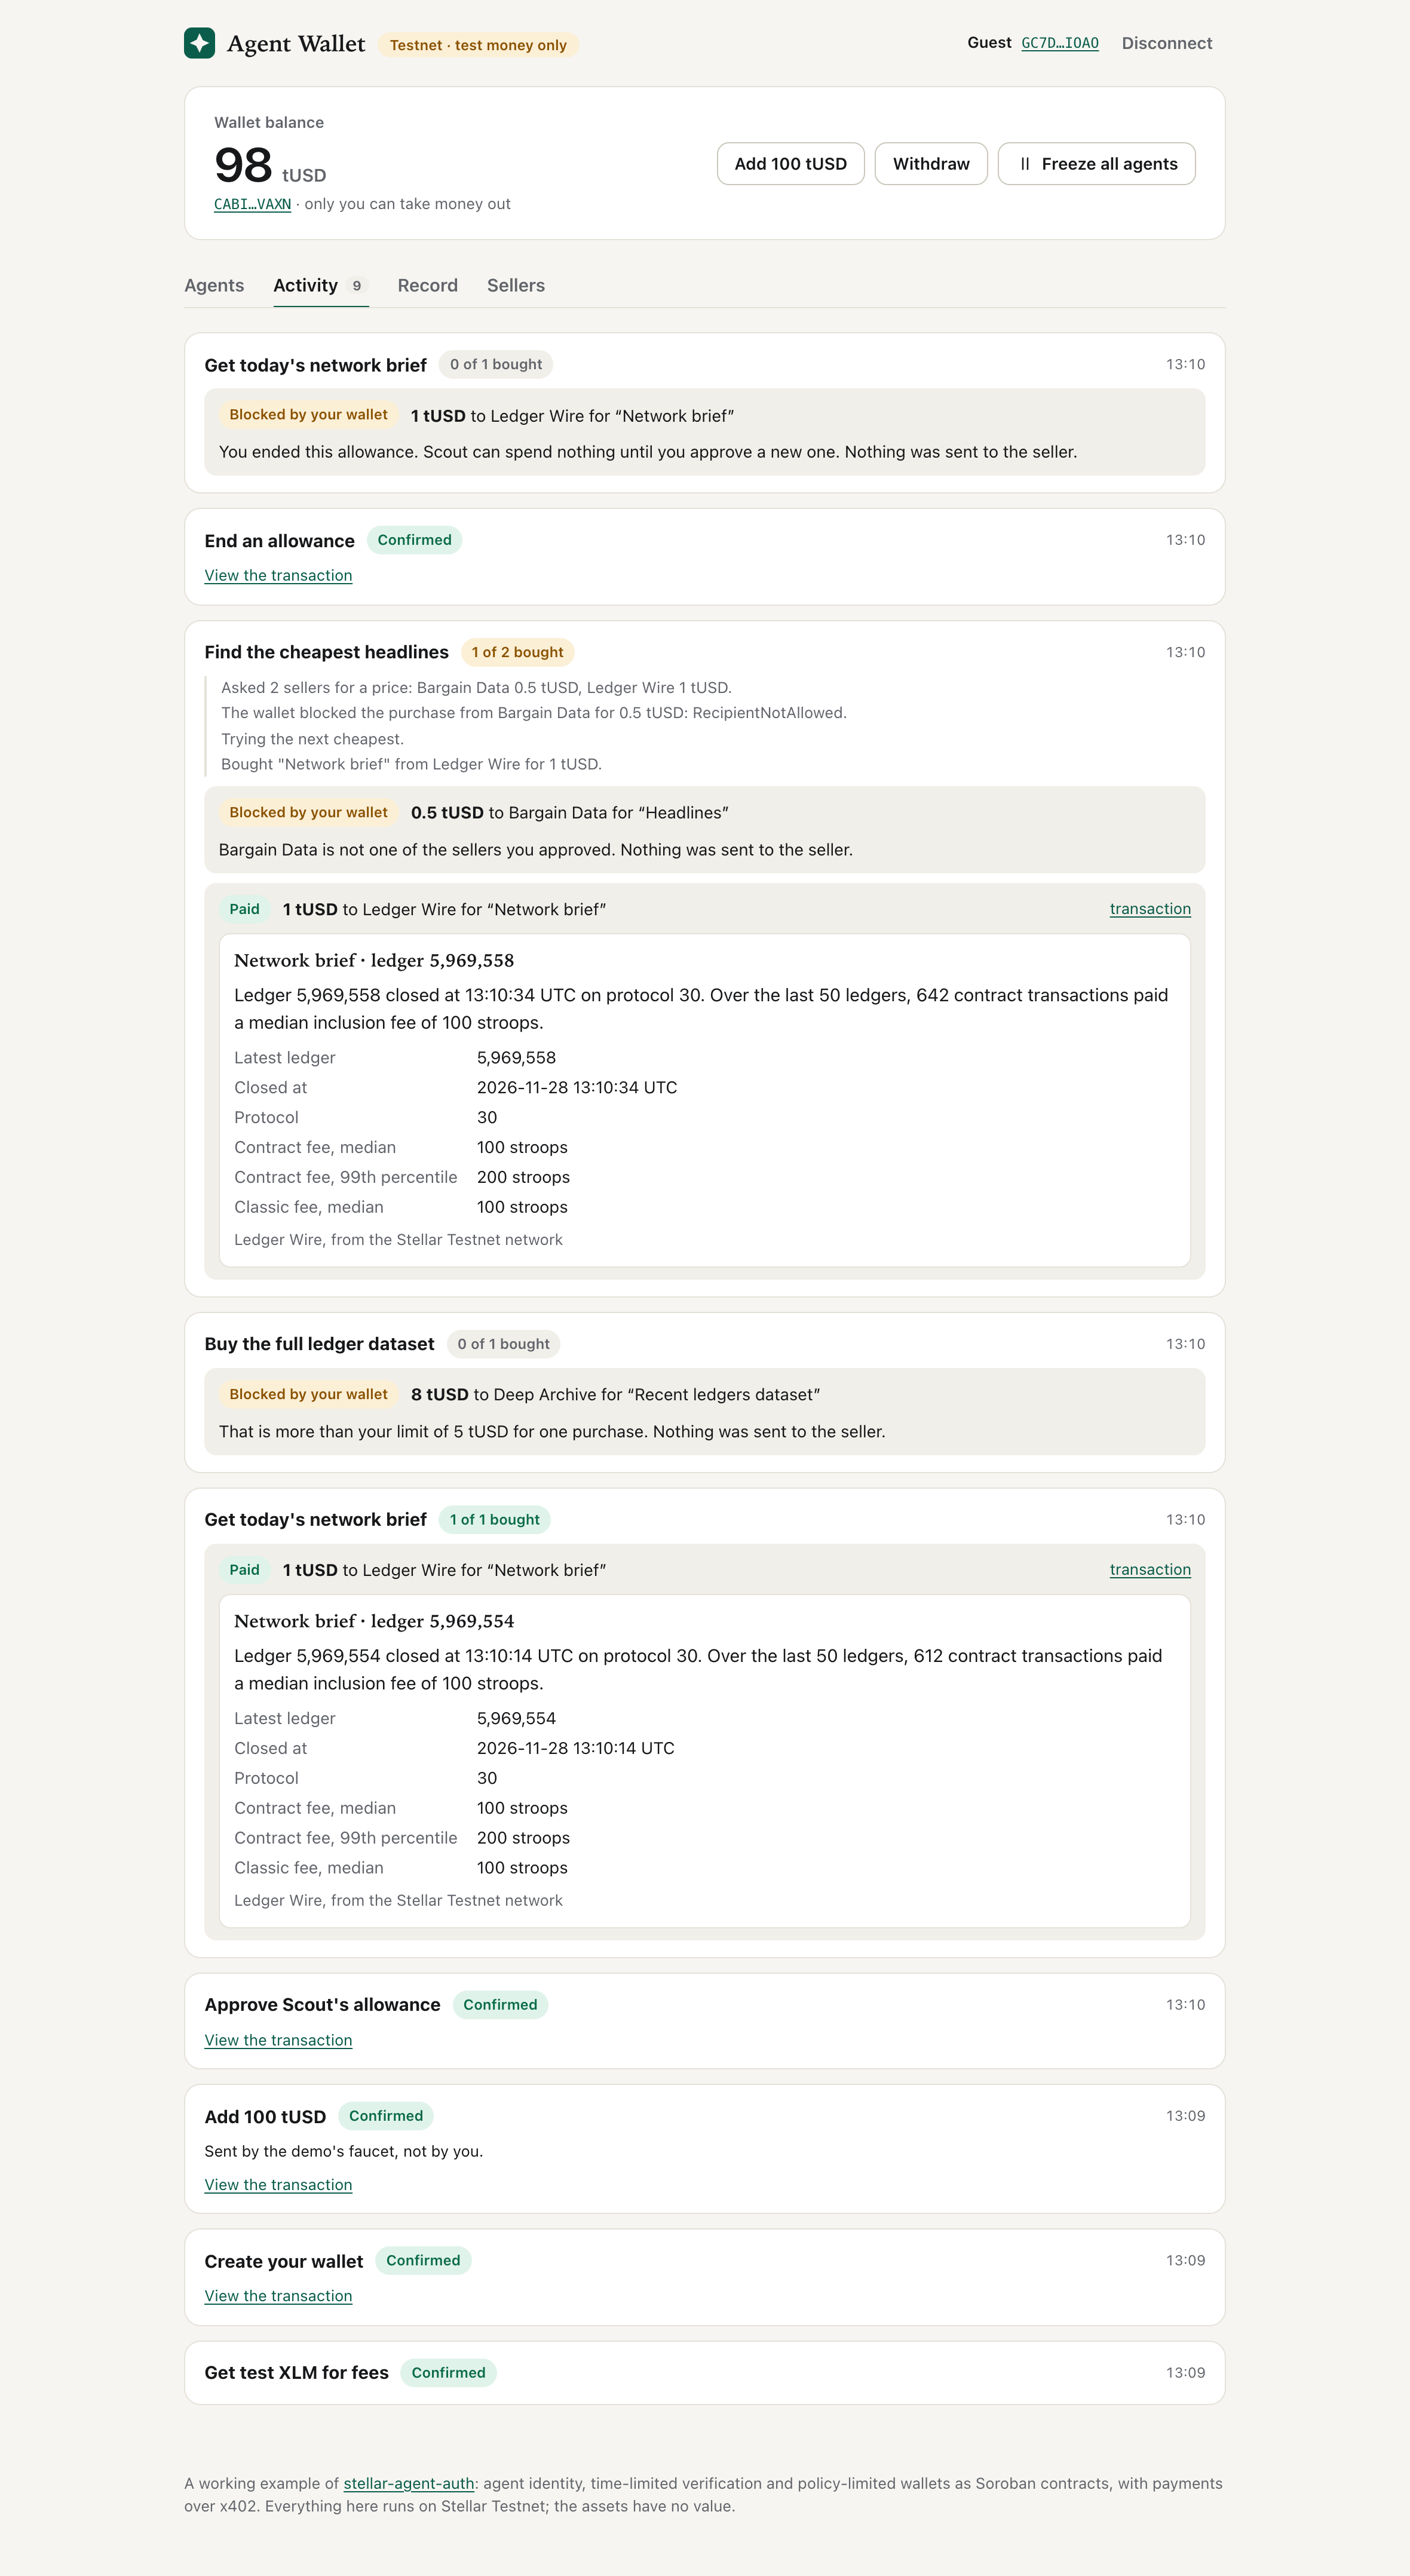 Agent Wallet Testnet · test money only Guest GC7D…IOAO Disconnect
Wallet balance
98 tUSD
Add 100 tUSD Withdraw Freeze all agents
CABI…VAXN · only you can take money out
Agents Activity 9 Record Sellers
Get today's network brief 0 of 1 bought 13:10
Blocked by your wallet 1 tUSD to Ledger Wire for “Network brief”
You ended this allowance. Scout can spend nothing until you approve a new one. Nothing was sent to the seller.
End an allowance Confirmed 13:10
View the transaction
Find the cheapest headlines 1 of 2 bought 13:10
Asked 2 sellers for a price: Bargain Data 0.5 tUSD, Ledger Wire 1 tUSD.
The wallet blocked the purchase from Bargain Data for 0.5 tUSD: RecipientNotAllowed.
Trying the next cheapest.
Bought "Network brief" from Ledger Wire for 1 tUSD.
Blocked by your wallet 0.5 tUSD to Bargain Data for “Headlines”
Bargain Data is not one of the sellers you approved. Nothing was sent to the seller.
Paid 1 tUSD to Ledger Wire for “Network brief” transaction
Network brief · ledger 5,969,558
Ledger 5,969,558 closed at 13:10:34 UTC on protocol 30. Over the last 50 ledgers, 642 contract transactions paid
a median inclusion fee of 100 stroops.
Latest ledger 5,969,558
Closed at 2026-11-28 13:10:34 UTC
Protocol 30
Contract fee, median 100 stroops
Contract fee, 99th percentile 200 stroops
Classic fee, median 100 stroops
Ledger Wire, from the Stellar Testnet network
Buy the full ledger dataset 0 of 1 bought 13:10
Blocked by your wallet 8 tUSD to Deep Archive for “Recent ledgers dataset”
That is more than your limit of 5 tUSD for one purchase. Nothing was sent to the seller.
Get today's network brief 1 of 1 bought 13:10
Paid 1 tUSD to Ledger Wire for “Network brief” transaction
Network brief · ledger 5,969,554
Ledger 5,969,554 closed at 13:10:14 UTC on protocol 30. Over the last 50 ledgers, 612 contract transactions paid
a median inclusion fee of 100 stroops.
Latest ledger 5,969,554
Closed at 2026-11-28 13:10:14 UTC
Protocol 30
Contract fee, median 100 stroops
Contract fee, 99th percentile 200 stroops
Classic fee, median 100 stroops
Ledger Wire, from the Stellar Testnet network
Approve Scout's allowance Confirmed 13:10
View the transaction
Add 100 tUSD Confirmed 13:09
Sent by the demo's faucet, not by you.
View the transaction
Create your wallet Confirmed 13:09
View the transaction
Get test XLM for fees Confirmed 13:09
A working example of stellar-agent-auth: agent identity, time-limited verification and policy-limited wallets as Soroban contracts, with payments
over x402. Everything here runs on Stellar Testnet; the assets have no value.